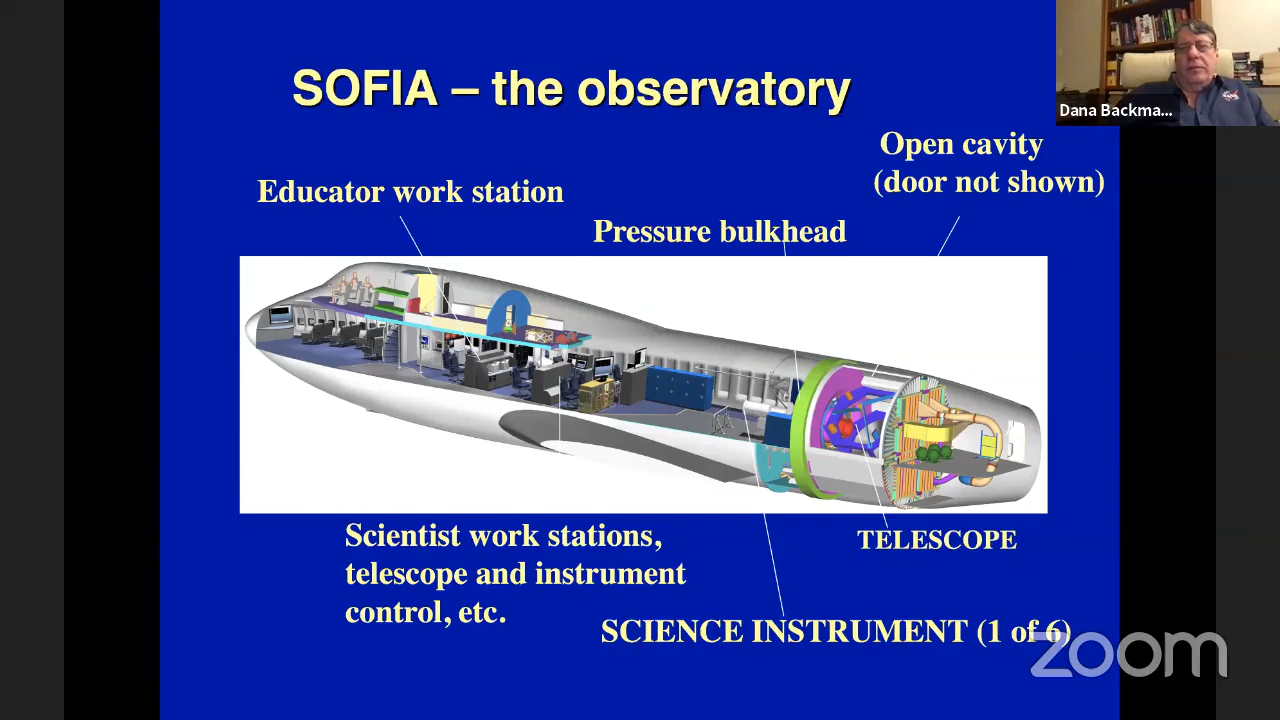 SOFIA – the observatory
Dana Backma...
Open cavity
(door not shown)
Educator work station
Pressure bulkhead
Scientist work stations,
telescope and instrument
control, etc.
TELESCOPE
SCIENCE INSTRUMENT (1 of 6)
zoom